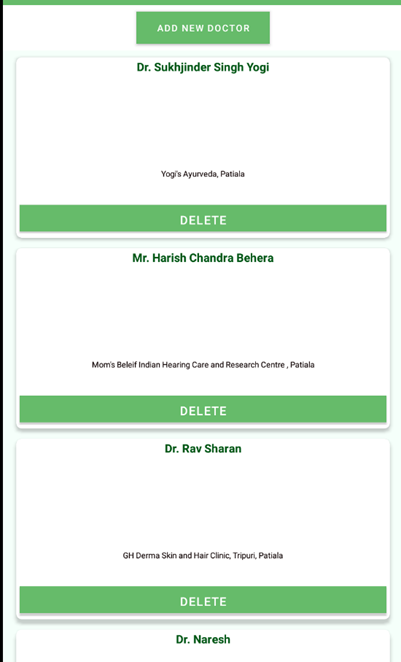 ADD NEW DOCTOR
Dr. Sukhjinder Singh Yogi
Yogi's Ayurveda, Patiala
DELETE
Mr. Harish Chandra Behera
Mom's Beleif Indian Hearing Care and Research Centre , Patiala
DELETE
Dr. Rav Sharan
GH Derma Skin and Hair Clinic, Tripuri, Patiala
DELETE
Dr. Naresh